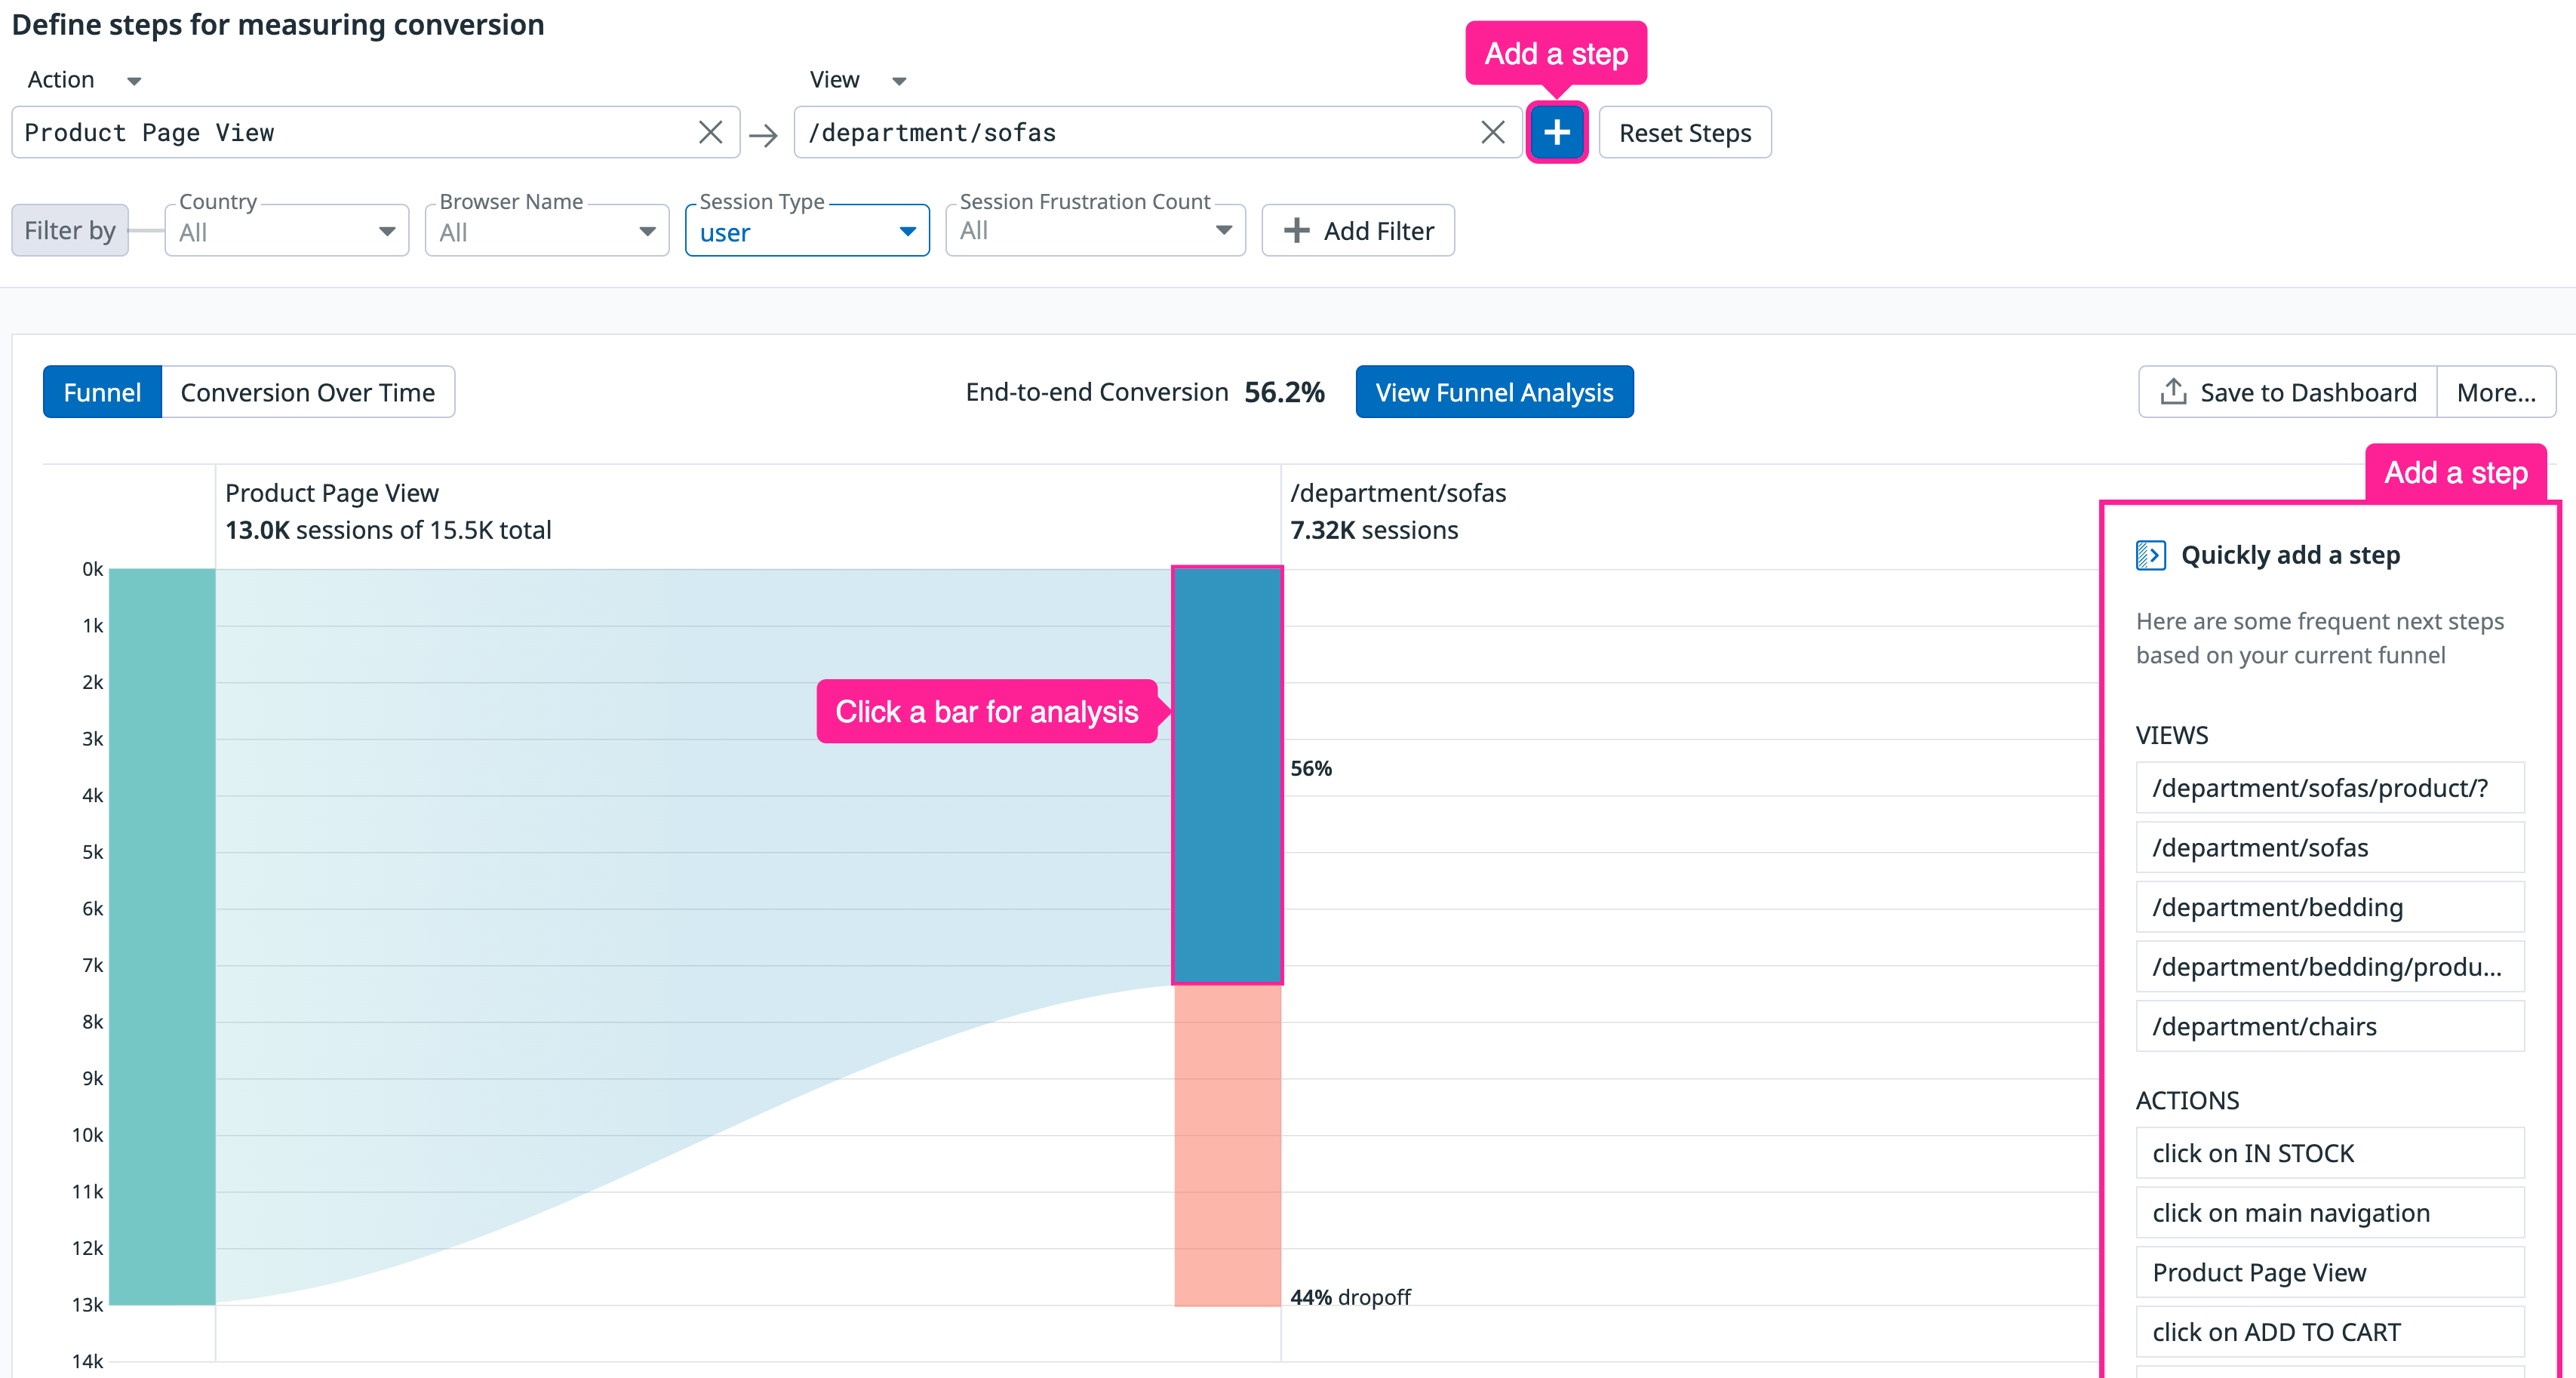 Define steps for measuring conversion
Add a step
Action
View
Product Page View
/department/sofas
Reset Steps
Filter by
Country
All
Browser Name
All
Session Type
user
Session Frustration Count
All
Add Filter
Funnel
Conversion Over Time
End-to-end Conversion 56.2%
View Funnel Analysis
Save to Dashboard
More...
Product Page View
13.0K sessions of 15.5K total
/department/sofas
7.32K sessions
0k
1k
2k
3k
4k
5k
6k
7k
8k
9k
10k
11k
12k
13k
14k
Click a bar for analysis
56%
44% dropoff
Add a step
Quickly add a step
Here are some frequent next steps
based on your current funnel
VIEWS
/department/sofas/product/?
/department/sofas
/department/bedding
/department/bedding/produ...
/department/chairs
ACTIONS
click on IN STOCK
click on main navigation
Product Page View
click on ADD TO CART